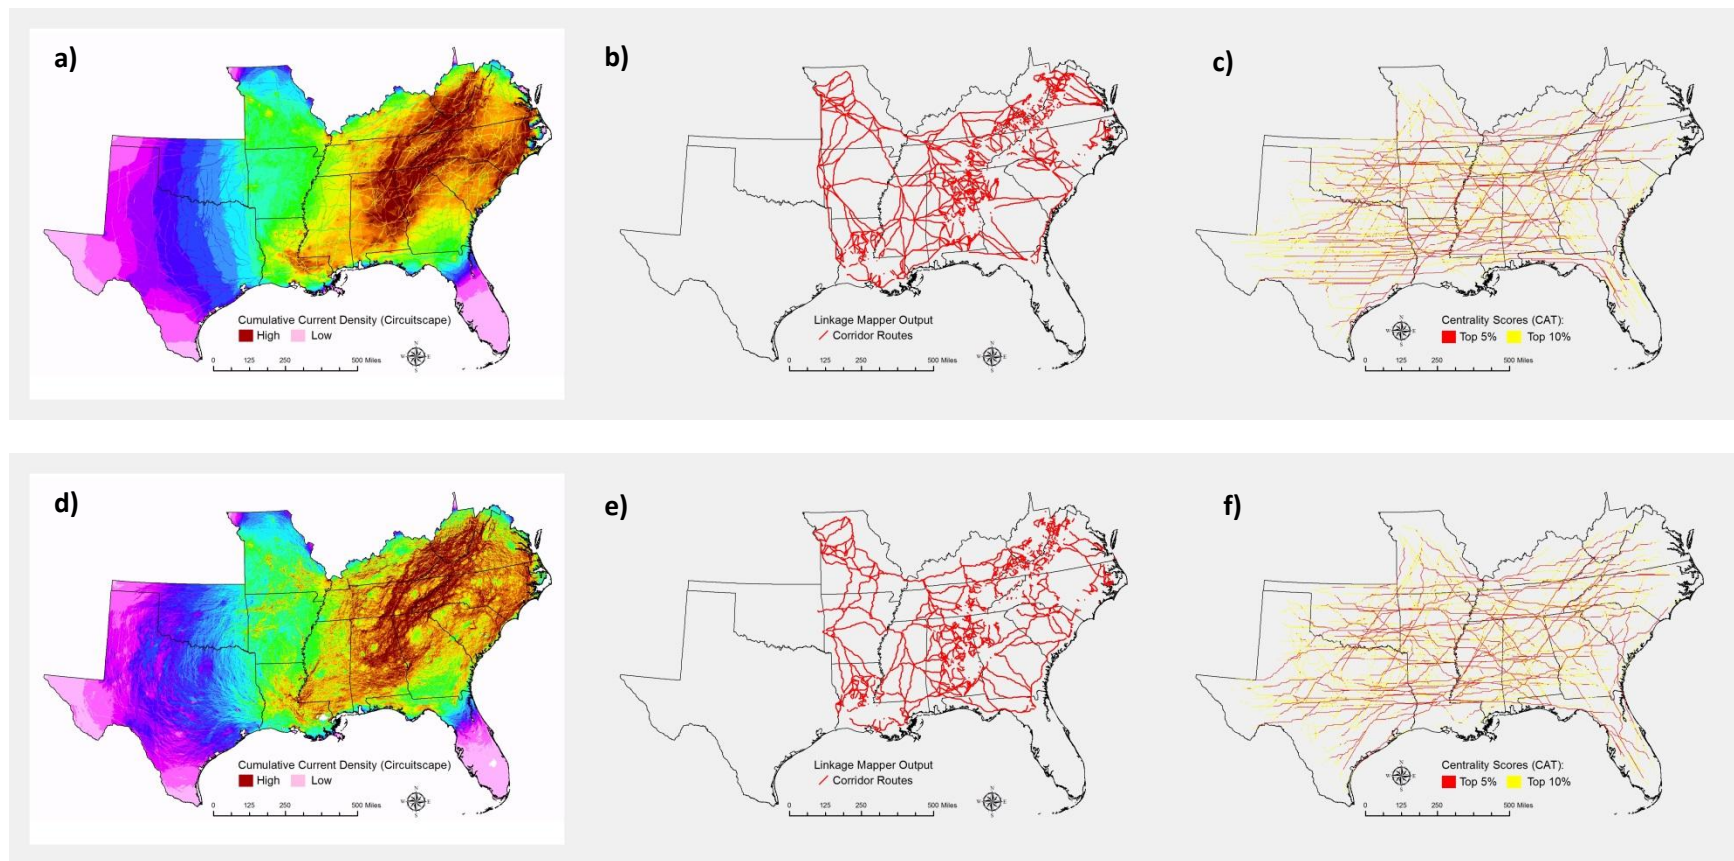 a)
Cumulative Current Density (Circuitscape)
High Low
0 125 250 500 Miles
N
W E
S
b)
Linkage Mapper Output
Corridor Routes
0 125 250 500 Miles
N
W E
S
c)
Centrality Scores (CAT):
Top 5% Top 10%
0 125 250 500 Miles
N
W E
S
d)
Cumulative Current Density (Circuitscape)
High Low
0 125 250 500 Miles
N
W E
S
e)
Linkage Mapper Output
Corridor Routes
0 125 250 500 Miles
N
W E
S
f)
Centrality Scores (CAT):
Top 5% Top 10%
0 125 250 500 Miles
N
W E
S